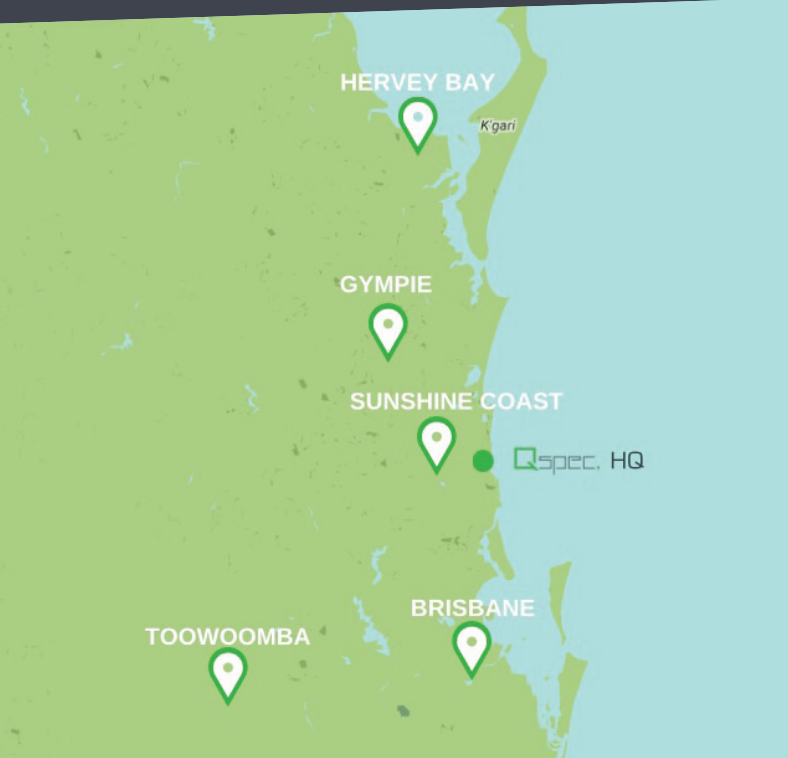 HERVEY BAY
K'gari
GYMPIE
SUNSHINE COAST
Qspec. HQ
BRISBANE
TOOWOOMBA